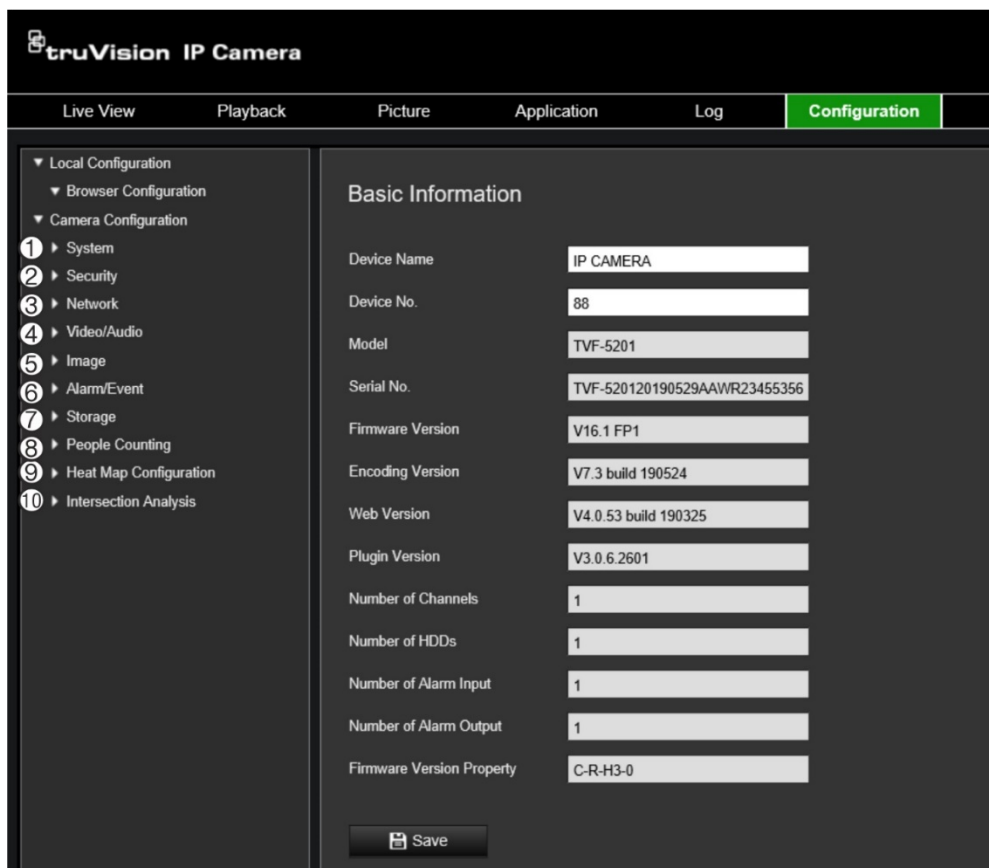 truVision IP Camera
Live View Playback Picture Application Log Configuration
Local Configuration
Browser Configuration
Camera Configuration
1 System
2 Security
3 Network
4 Video/Audio
5 Image
6 Alarm/Event
7 Storage
8 People Counting
9 Heat Map Configuration
10 Intersection Analysis
Basic Information
Device Name IP CAMERA
Device No. 88
Model TVF-5201
Serial No. TVF-520120190529AAWR23455356
Firmware Version V16.1 FP1
Encoding Version V7.3 build 190524
Web Version V4.0.53 build 190325
Plugin Version V3.0.6.2601
Number of Channels 1
Number of HDDs 1
Number of Alarm Input 1
Number of Alarm Output 1
Firmware Version Property C-R-H3-0
Save